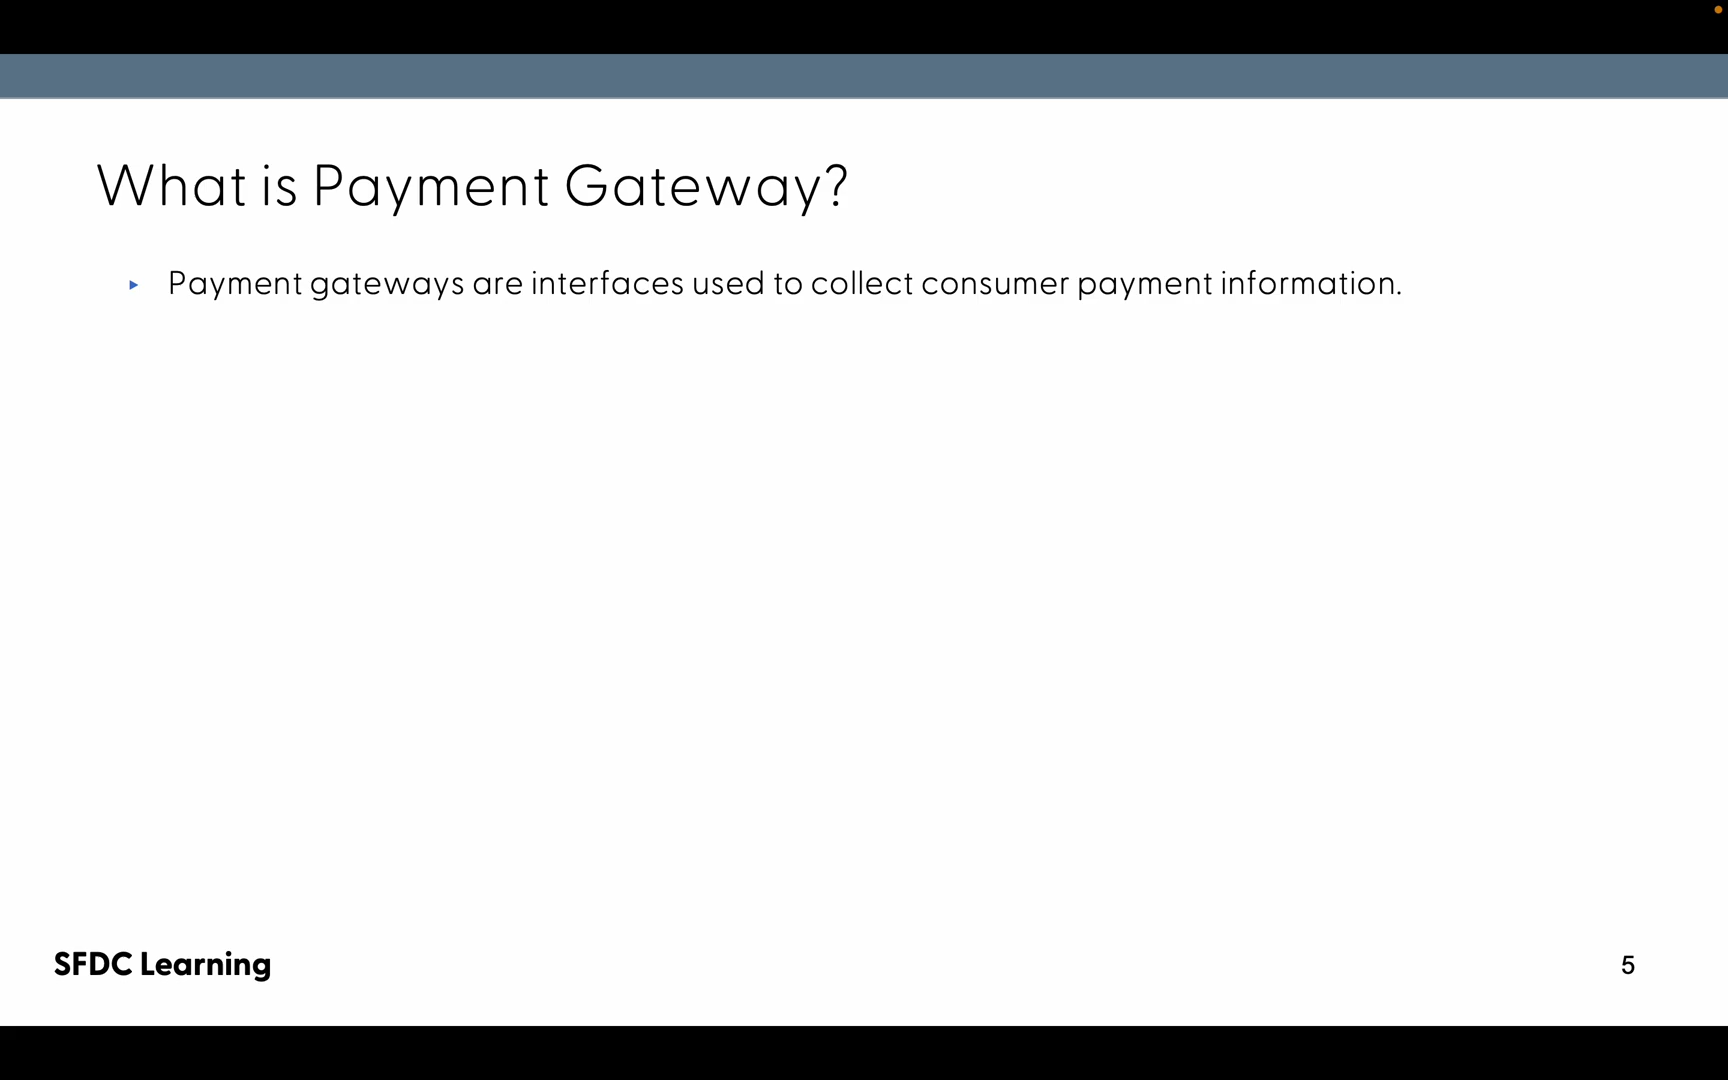 What is Payment Gateway?
▸ Payment gateways are interfaces used to collect consumer payment information.
SFDC Learning
5